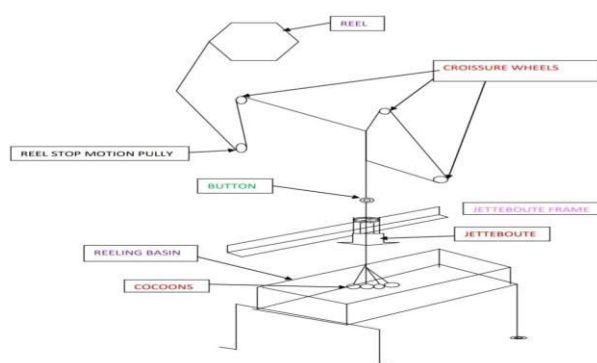 REEL
CROISSURE WHEELS
REEL STOP MOTION PULLY
BUTTON
JETTEBOUTE FRAME
JETTEBOUTE
REELING BASIN
COCOONS